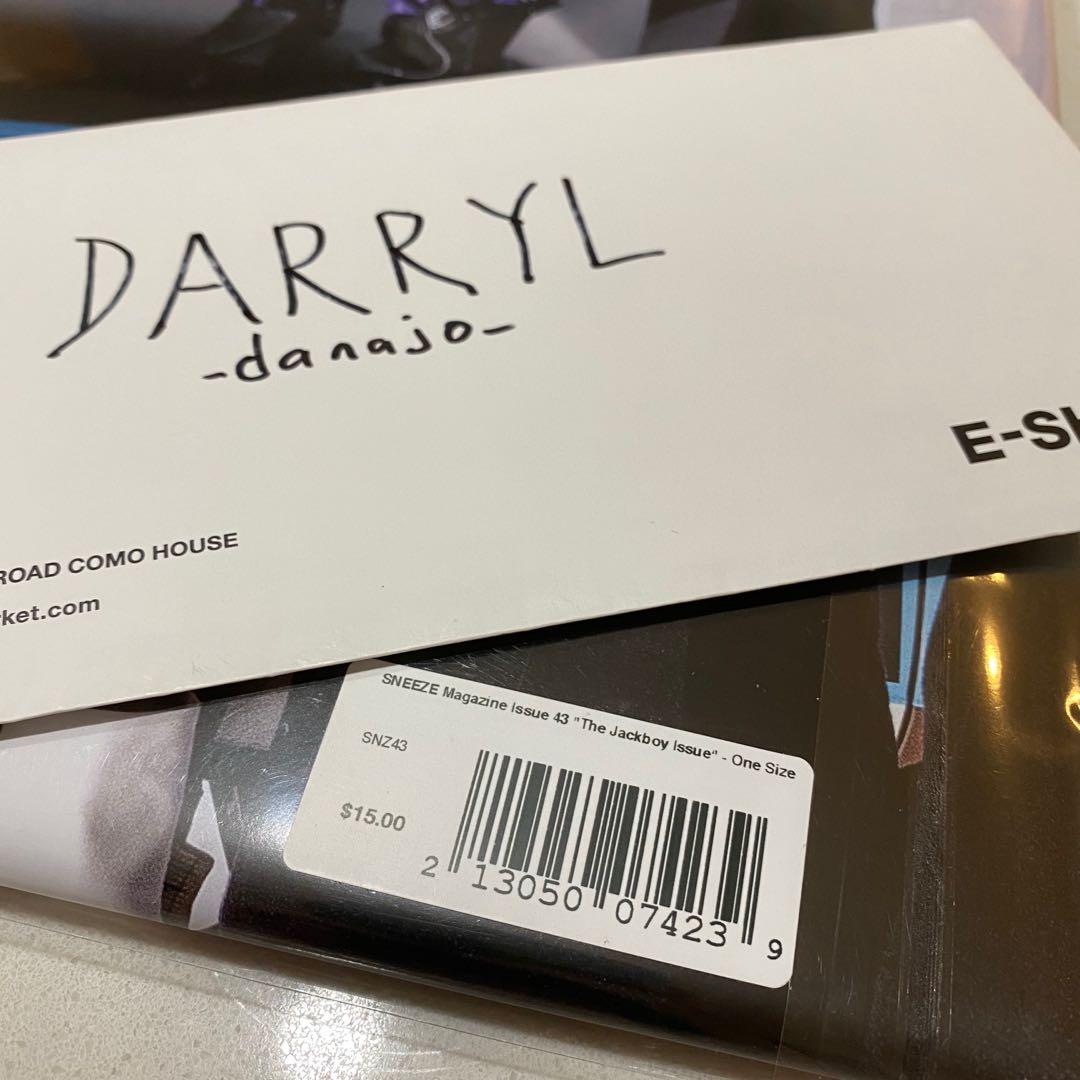 DARRYL
-danajo-
E-SH
ROAD COMO HOUSE
ket.com
SNEEZE Magazine Issue 43 "The Jackboy Issue" - One Size
SNZ43
$15.00
2 13050 07423 9